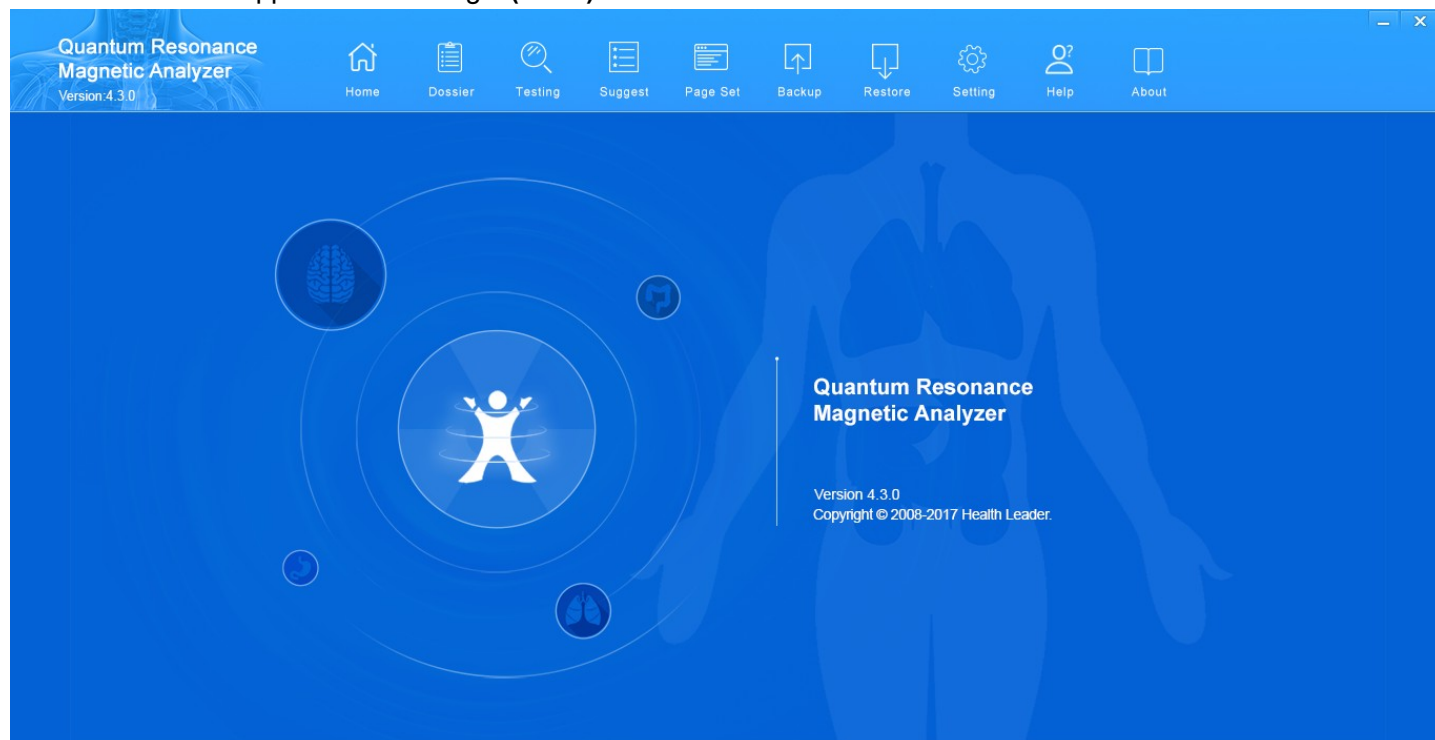 Quantum Resonance
Magnetic Analyzer
Version:4.3.0
Home Dossier Testing Suggest Page Set Backup Restore Setting Help About
Quantum Resonance
Magnetic Analyzer
Version 4.3.0
Copyright © 2008-2017 Health Leader.